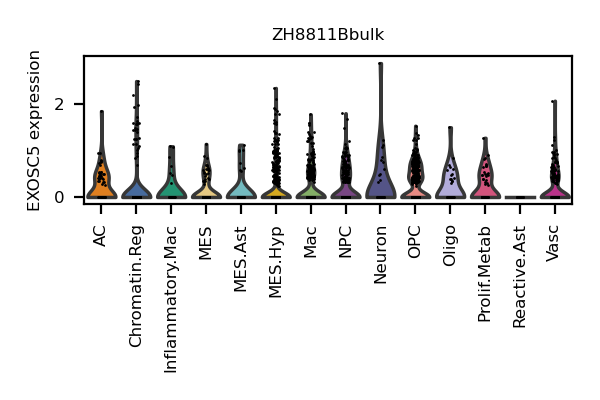 ZH8811Bbulk
EXOSC5 expression
2
0
AC
Chromatin.Reg
Inflammatory.Mac
MES
MES.Ast
MES.Hyp
Mac
NPC
Neuron
OPC
Oligo
Prolif.Metab
Reactive.Ast
Vasc